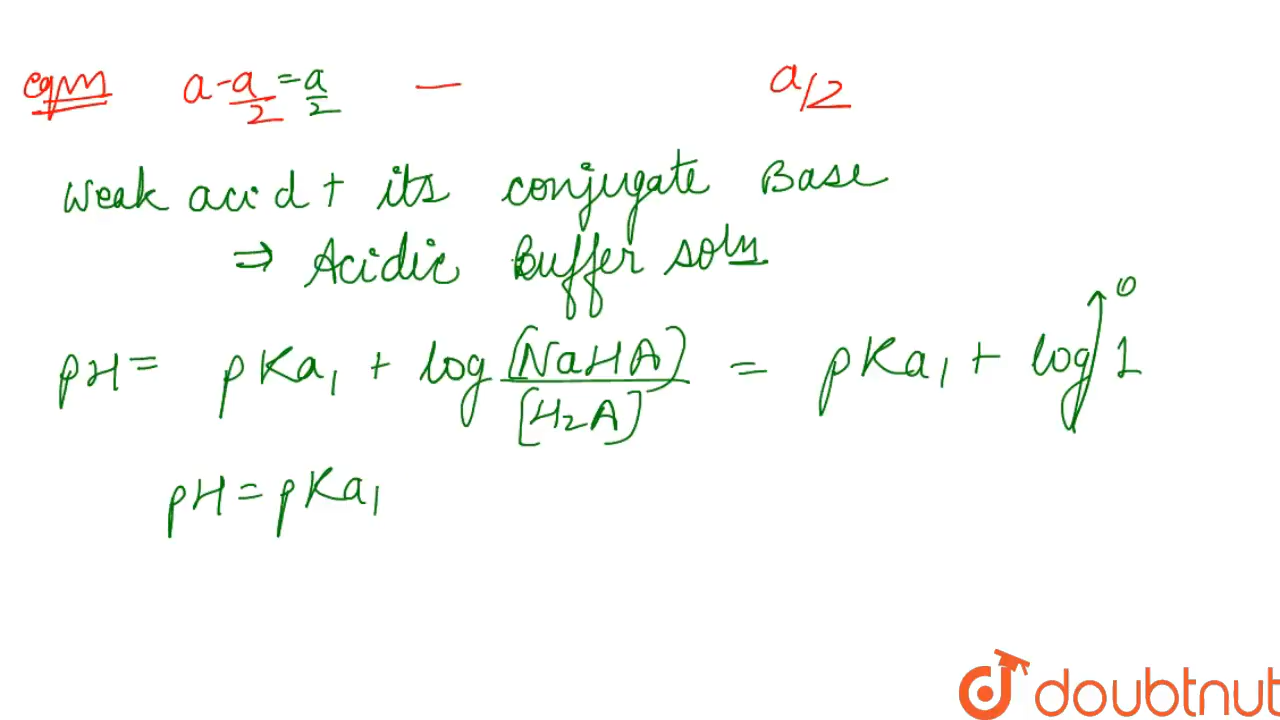 eqm a - a/2 = a/2 — a/2
Weak acid + its conjugate Base
⇒ Acidic Buffer soln
pH = pKa1 + log [NaHA]/[H2A] = pKa1 + log 1 0
pH = pKa1
doubtnut